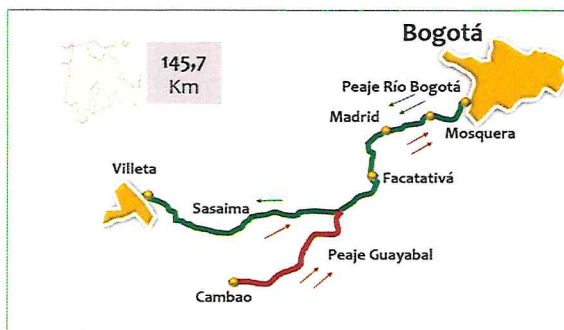 Bogotá
145,7
Km
Peaje Río Bogotá
Madrid
Mosquera
Villeta
Facatativá
Sasaima
Peaje Guayabal
Cambao